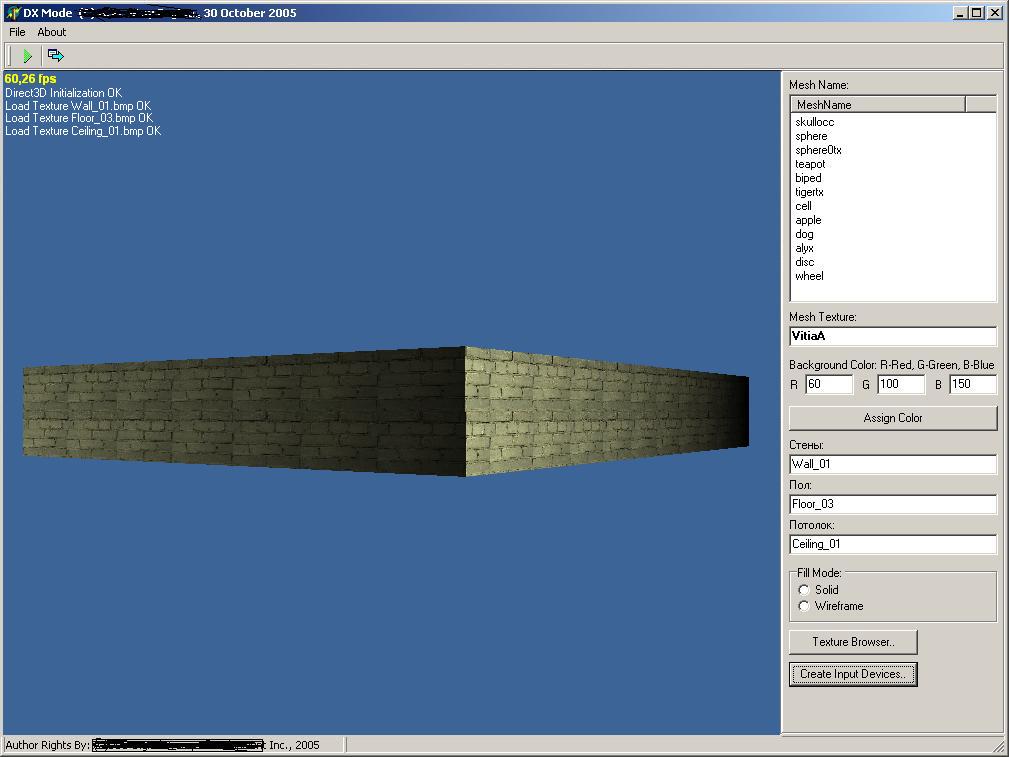 DX Mode
, 30 October 2005
File About
60,26 fps
Direct3D Initialization OK
Load Texture Wall_01.bmp OK
Load Texture Floor_03.bmp OK
Load Texture Ceiling_01.bmp OK
Mesh Name:
MeshName
skullocc
sphere
sphere0tx
teapot
biped
tigertx
cell
apple
dog
alyx
disc
wheel
Mesh Texture:
VitiaA
Background Color: R-Red, G-Green, B-Blue
R 60 G 100 B 150
Assign Color
Стены:
Wall_01
Пол:
Floor_03
Потолок:
Ceiling_01
Fill Mode:
Solid
Wireframe
Texture Browser..
Create Input Devices..
Author Rights By: Inc., 2005